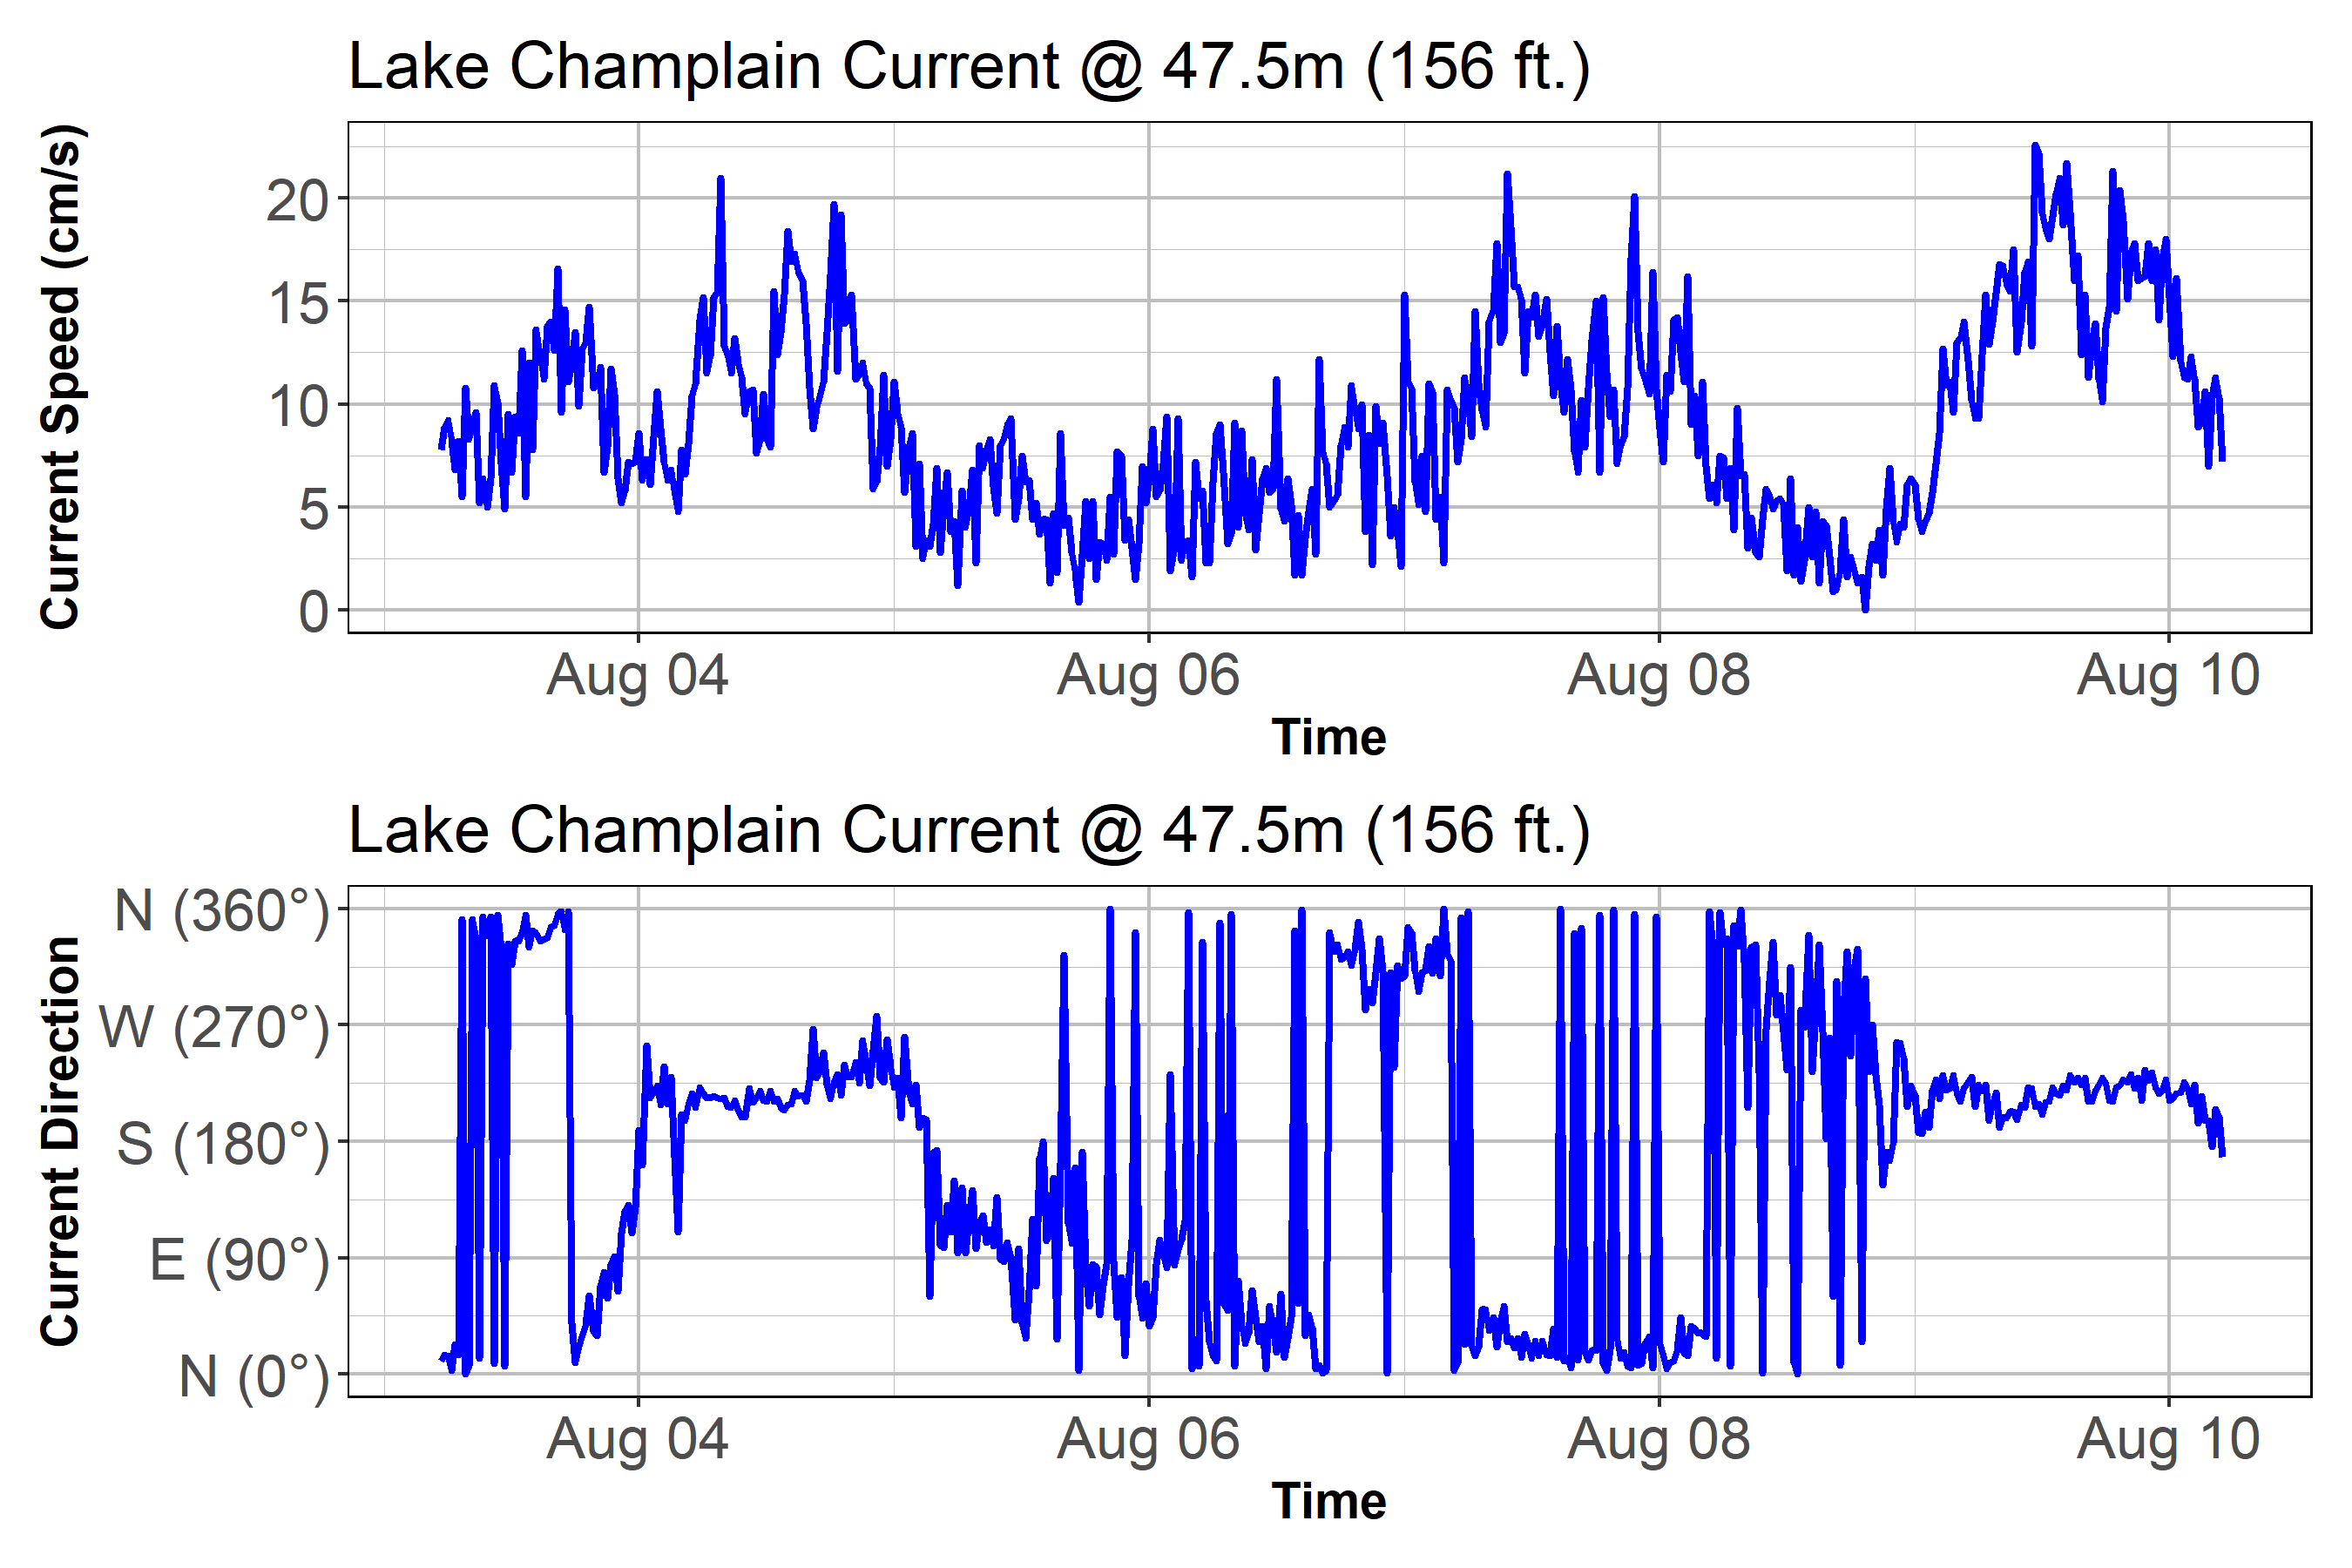 Lake Champlain Current @ 47.5m (156 ft.)
Current Speed (cm/s)
20
15
10
5
0
Aug 04 Aug 06 Aug 08 Aug 10
Time
Lake Champlain Current @ 47.5m (156 ft.)
Current Direction
N (360°)
W (270°)
S (180°)
E (90°)
N (0°)
Aug 04 Aug 06 Aug 08 Aug 10
Time